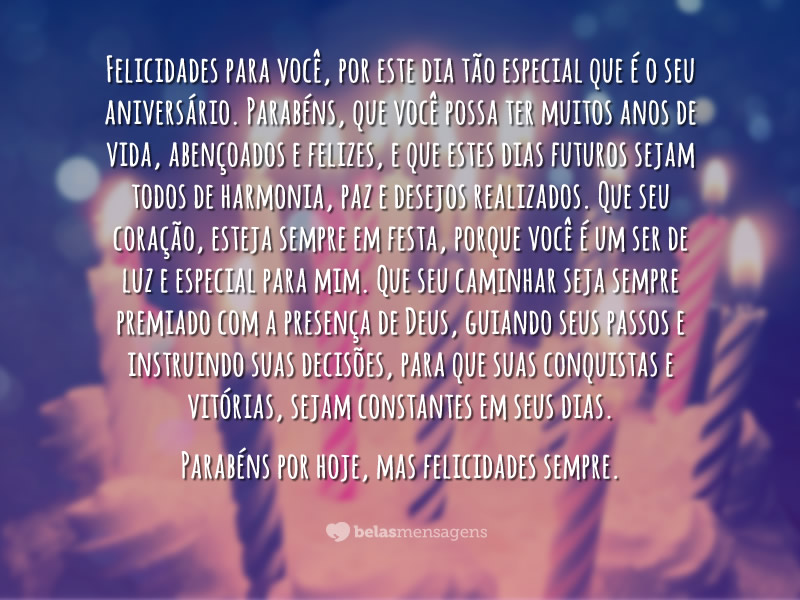 Felicidades para você, por este dia tão especial que é o seu
aniversário. Parabéns, que você possa ter muitos anos de
vida, abençoados e felizes, e que estes dias futuros sejam
todos de harmonia, paz e desejos realizados. Que seu
coração, esteja sempre em festa, porque você é um ser de
luz e especial para mim. Que seu caminhar seja sempre
premiado com a presença de Deus, guiando seus passos e
instruindo suas decisões, para que suas conquistas e
vitórias, sejam constantes em seus dias.
Parabéns por hoje, mas felicidades sempre.
belasmensagens